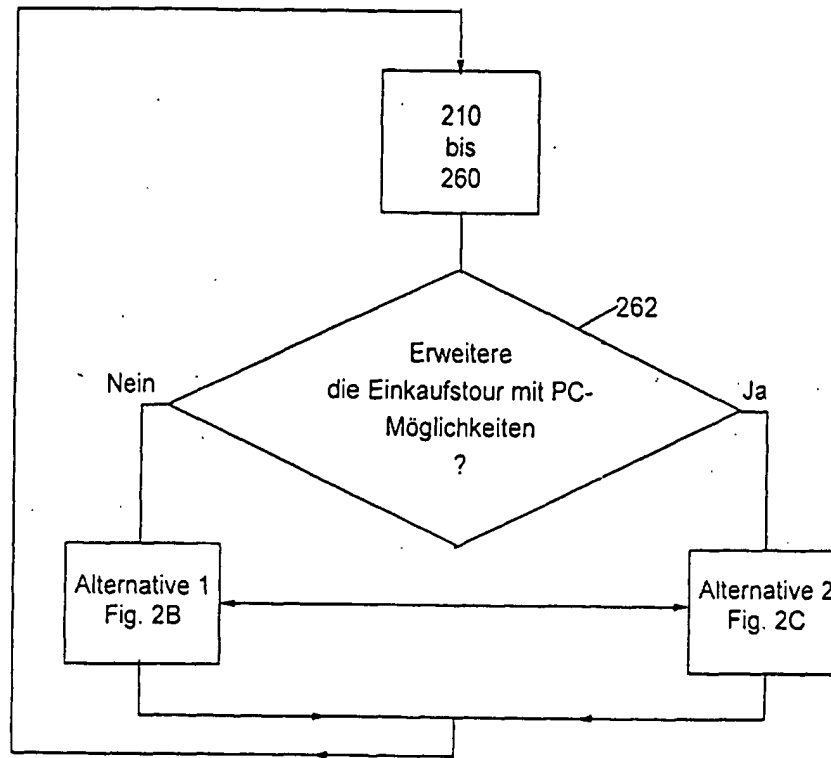 210
bis
260
262
Erweitere
die Einkaufstour mit PC-
Möglichkeiten
?
Nein
Ja
Alternative 1
Fig. 2B
Alternative 2
Fig. 2C